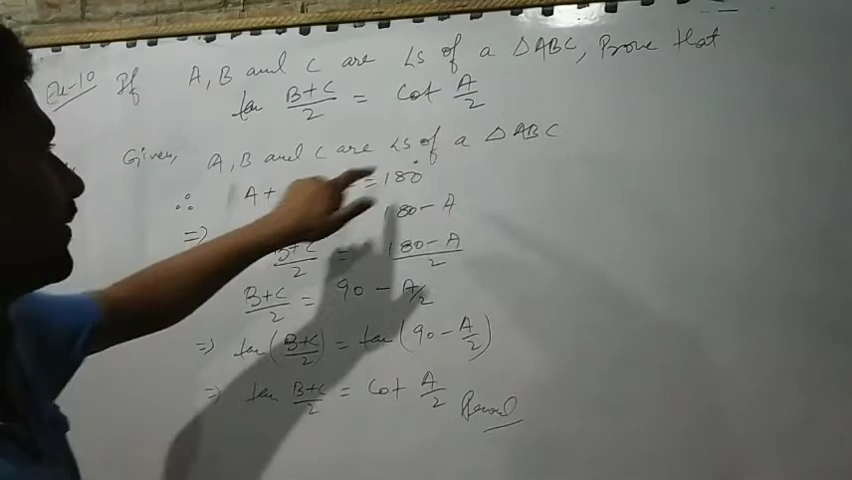 Ex-10 If A, B and C are ∠s of a △ABC, Prove that
tan (B+C)/2 = Cot A/2
Given, A, B and C are ∠s of a △ABC
∴ A+ = 180°
⇒ 180 - A
(B+C)/2 = (180 - A)/2
(B+C)/2 = 90 - A/2
⇒ tan((B+C)/2) = tan(90 - A/2)
⇒ tan (B+C)/2 = Cot A/2 Proved